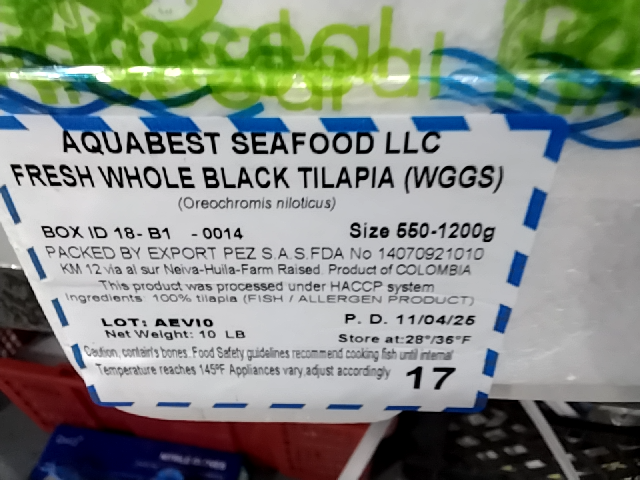 AQUABEST SEAFOOD LLC
FRESH WHOLE BLACK TILAPIA (WGGS)
(Oreochromis niloticus)
BOX ID 18- B1 - 0014 Size 550-1200g
PACKED BY EXPORT PEZ S.A.S.FDA No 14070921010
KM 12 via al sur Neiva-Huila-Farm Raised. Product of COLOMBIA
This product was processed under HACCP system
Ingredients: 100% tilapia (FISH / ALLERGEN PRODUCT)
LOT: AEVI0 P. D. 11/04/25
Net Weight: 10 LB Store at:28°/35°F
Caution, contain's bones. Food Safety guidelines recommend cooking fish until internal
Temperature reaches 145ºF Appliances vary,adjust accordingly 17